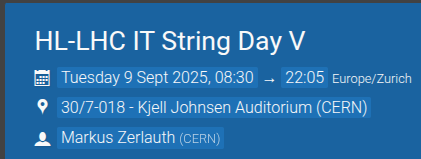 HL-LHC IT String Day V
Tuesday 9 Sept 2025, 08:30 → 22:05 Europe/Zurich
30/7-018 - Kjell Johnsen Auditorium (CERN)
Markus Zerlauth (CERN)